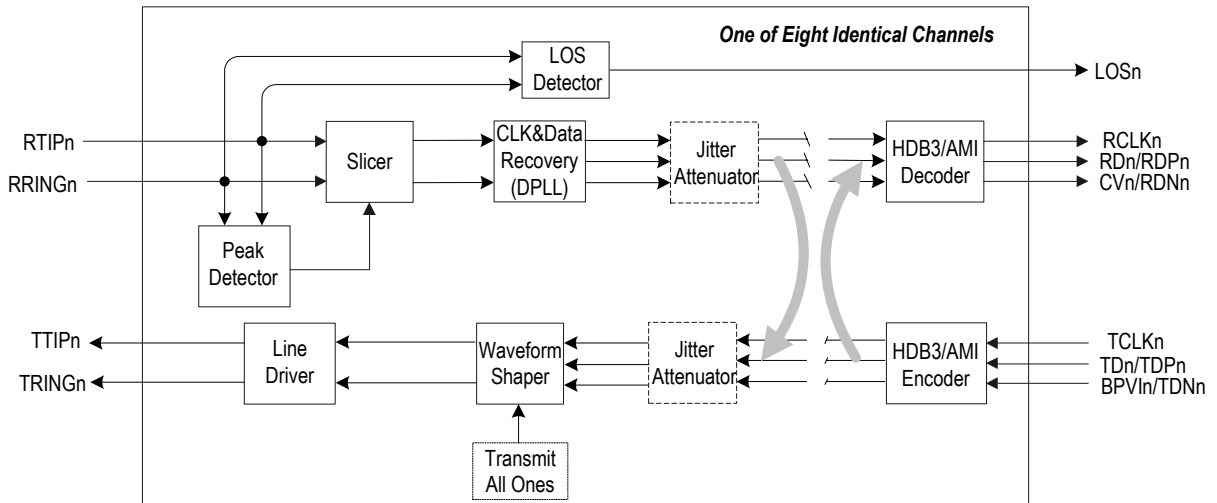 One of Eight Identical Channels
LOS
Detector
LOSn
RTIPn
RRINGn
Slicer
CLK&Data
Recovery
(DPLL)
Jitter
Attenuator
HDB3/AMI
Decoder
RCLKn
RDn/RDPn
CVn/RDNn
Peak
Detector
TTIPn
TRINGn
Line
Driver
Waveform
Shaper
Jitter
Attenuator
HDB3/AMI
Encoder
TCLKn
TDn/TDPn
BPVIn/TDNn
Transmit
All Ones